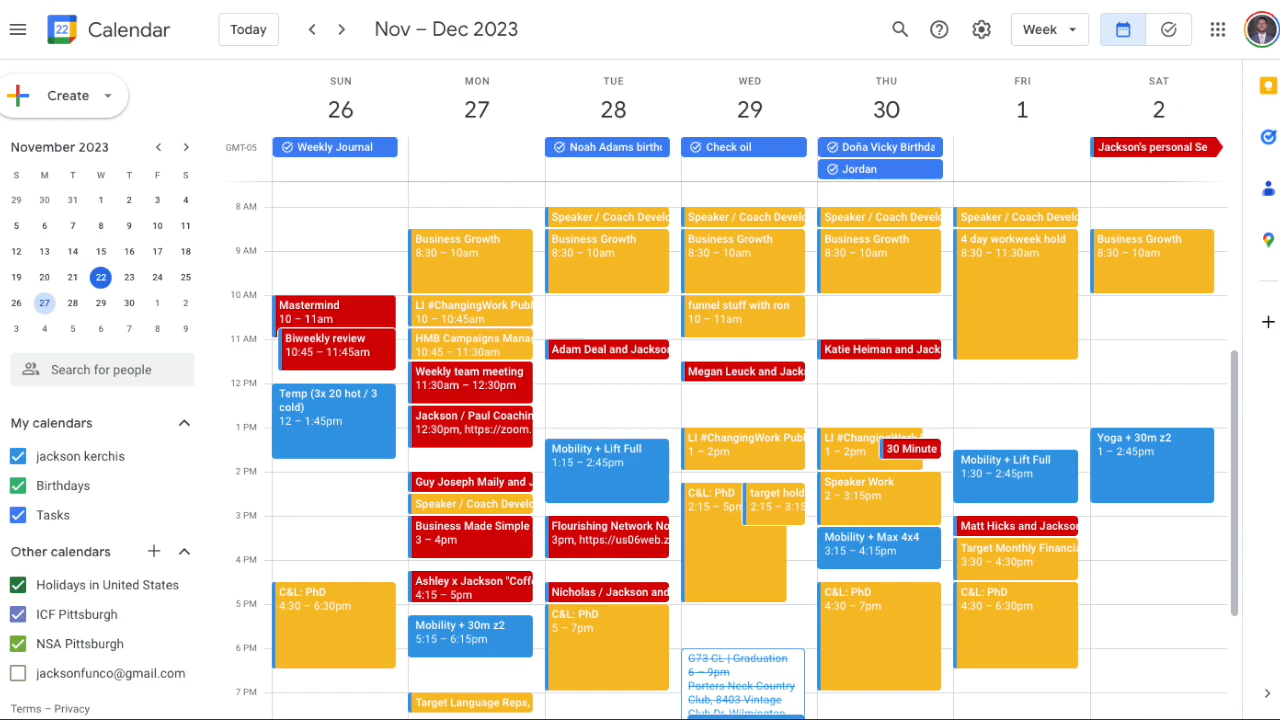 22
Calendar
Today
Nov – Dec 2023
Week
Create
November 2023
S M T W T F S
29 30 31 1 2 3 4
5 6 7 8 9 10 11
12 13 14 15 16 17 18
19 20 21 22 23 24 25
26 27 28 29 30 1 2
3 4 5 6 7 8 9
Search for people
My calendars
jackson kerchis
Birthdays
Tasks
Other calendars
Holidays in United States
ICF Pittsburgh
NSA Pittsburgh
jacksonfunco@gmail.com
Terms – Privacy
SUN MON TUE WED THU FRI SAT
26 27 28 29 30 1 2
GMT-05
Weekly Journal
Noah Adams birth
Check oil
Doña Vicky Birthda
Jordan
Jackson's personal Se
8 AM
9 AM
10 AM
11 AM
12 PM
1 PM
2 PM
3 PM
4 PM
5 PM
6 PM
7 PM
Mastermind
10 – 11am
Biweekly review
10:45 – 11:45am
Temp (3x 20 hot / 3
cold)
12 – 1:45pm
C&L: PhD
4:30 – 6:30pm
Business Growth
8:30 – 10am
LI #ChangingWork Publ
10 – 10:45am
HMB Campaigns Mana
10:45 – 11:30am
Weekly team meeting
11:30am – 12:30pm
Jackson / Paul Coachin
12:30pm, https://zoom.
Guy Joseph Maily and J
Speaker / Coach Develo
Business Made Simple
3 – 4pm
Ashley x Jackson "Coff
4:15 – 5pm
Mobility + 30m z2
5:15 – 6:15pm
Target Language Reps,
Speaker / Coach Develo
Business Growth
8:30 – 10am
Adam Deal and Jackso
Mobility + Lift Full
1:15 – 2:45pm
Flourishing Network No
3pm, https://us06web.z
Nicholas / Jackson and
C&L: PhD
5 – 7pm
Speaker / Coach Develo
Business Growth
8:30 – 10am
funnel stuff with ron
10 – 11am
Megan Leuck and Jack
LI #ChangingWork Publ
1 – 2pm
C&L: PhD
2:15 – 5pm
target hold
2:15 – 3:15
G73 CL | Graduation
6 – 9pm
Porters Neck Country
Club, 8403 Vintage
Club Dr, Wilmington
Speaker / Coach Develo
Business Growth
8:30 – 10am
Katie Heiman and Jack
LI #ChangingWork Publ
1 – 2pm
30 Minute
Speaker Work
2 – 3:15pm
Mobility + Max 4x4
3:15 – 4:15pm
C&L: PhD
4:30 – 7pm
Speaker / Coach Develo
4 day workweek hold
8:30 – 11:30am
Mobility + Lift Full
1:30 – 2:45pm
Matt Hicks and Jackson
Target Monthly Financia
3:30 – 4:30pm
C&L: PhD
4:30 – 6:30pm
Business Growth
8:30 – 10am
Yoga + 30m z2
1 – 2:45pm